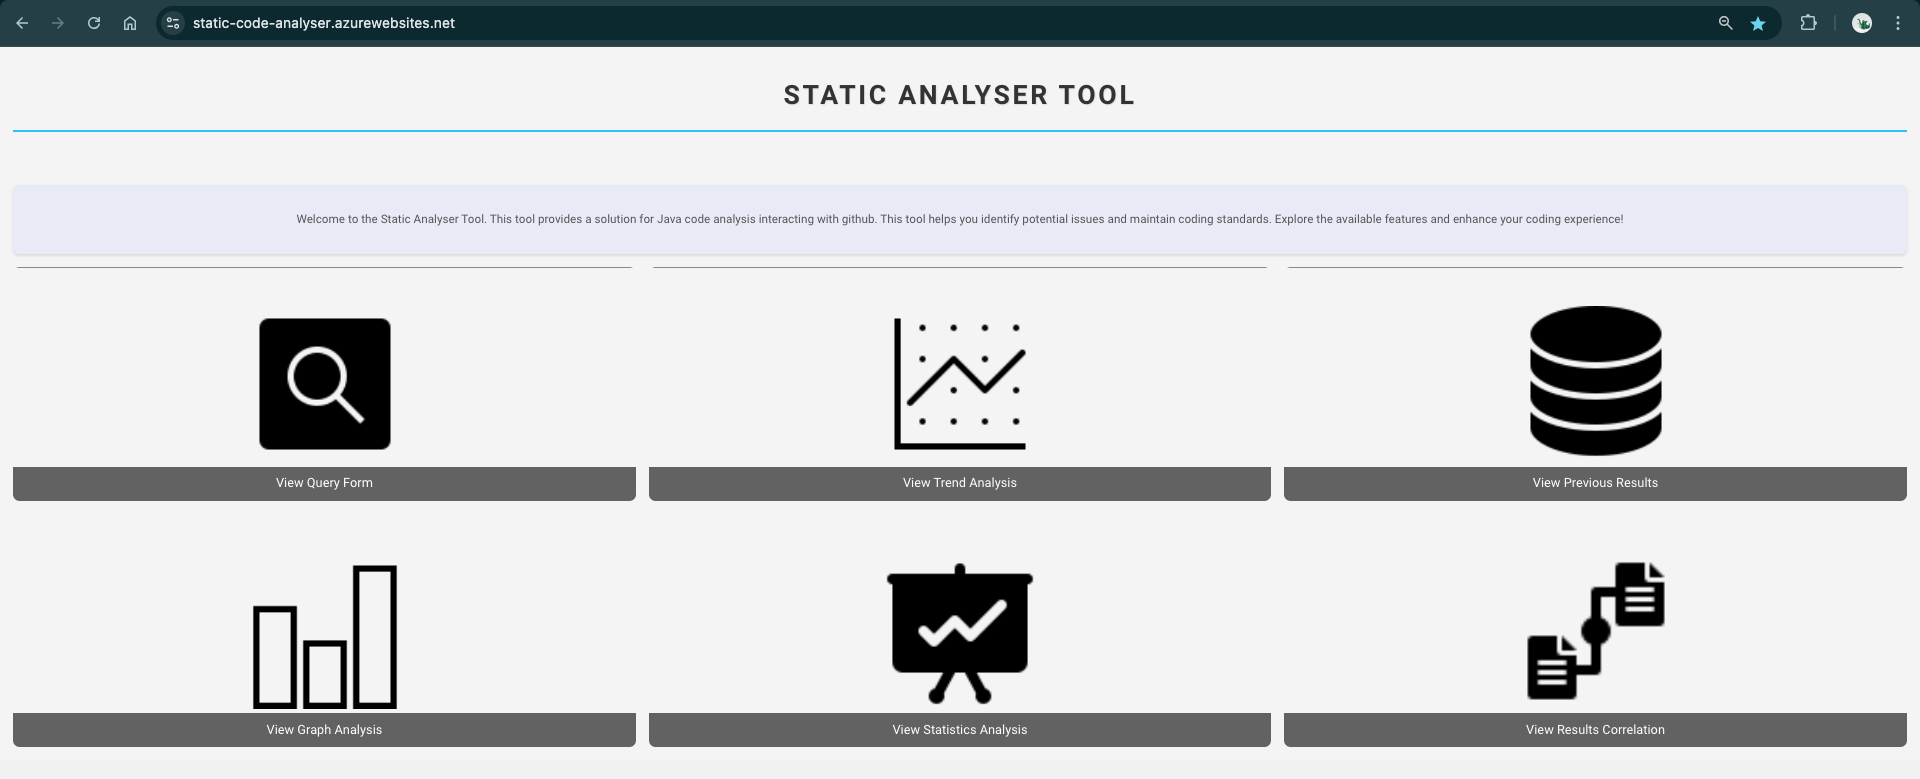 static-code-analyser.azurewebsites.net
STATIC ANALYSER TOOL
Welcome to the Static Analyser Tool. This tool provides a solution for Java code analysis interacting with github. This tool helps you identify potential issues and maintain coding standards. Explore the available features and enhance your coding experience!
View Query Form
View Trend Analysis
View Previous Results
View Graph Analysis
View Statistics Analysis
View Results Correlation